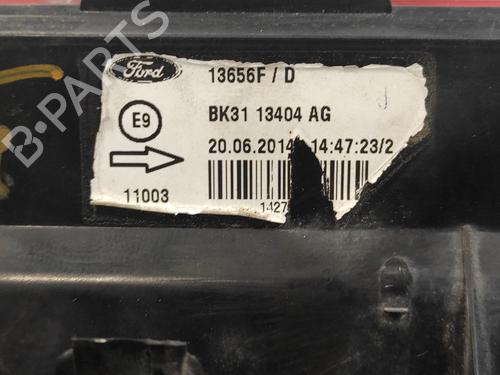 Ford
13656F / D
E9
BK31 13404 AG
20.06.2014 14:47:23/2
11003
B-PARTS